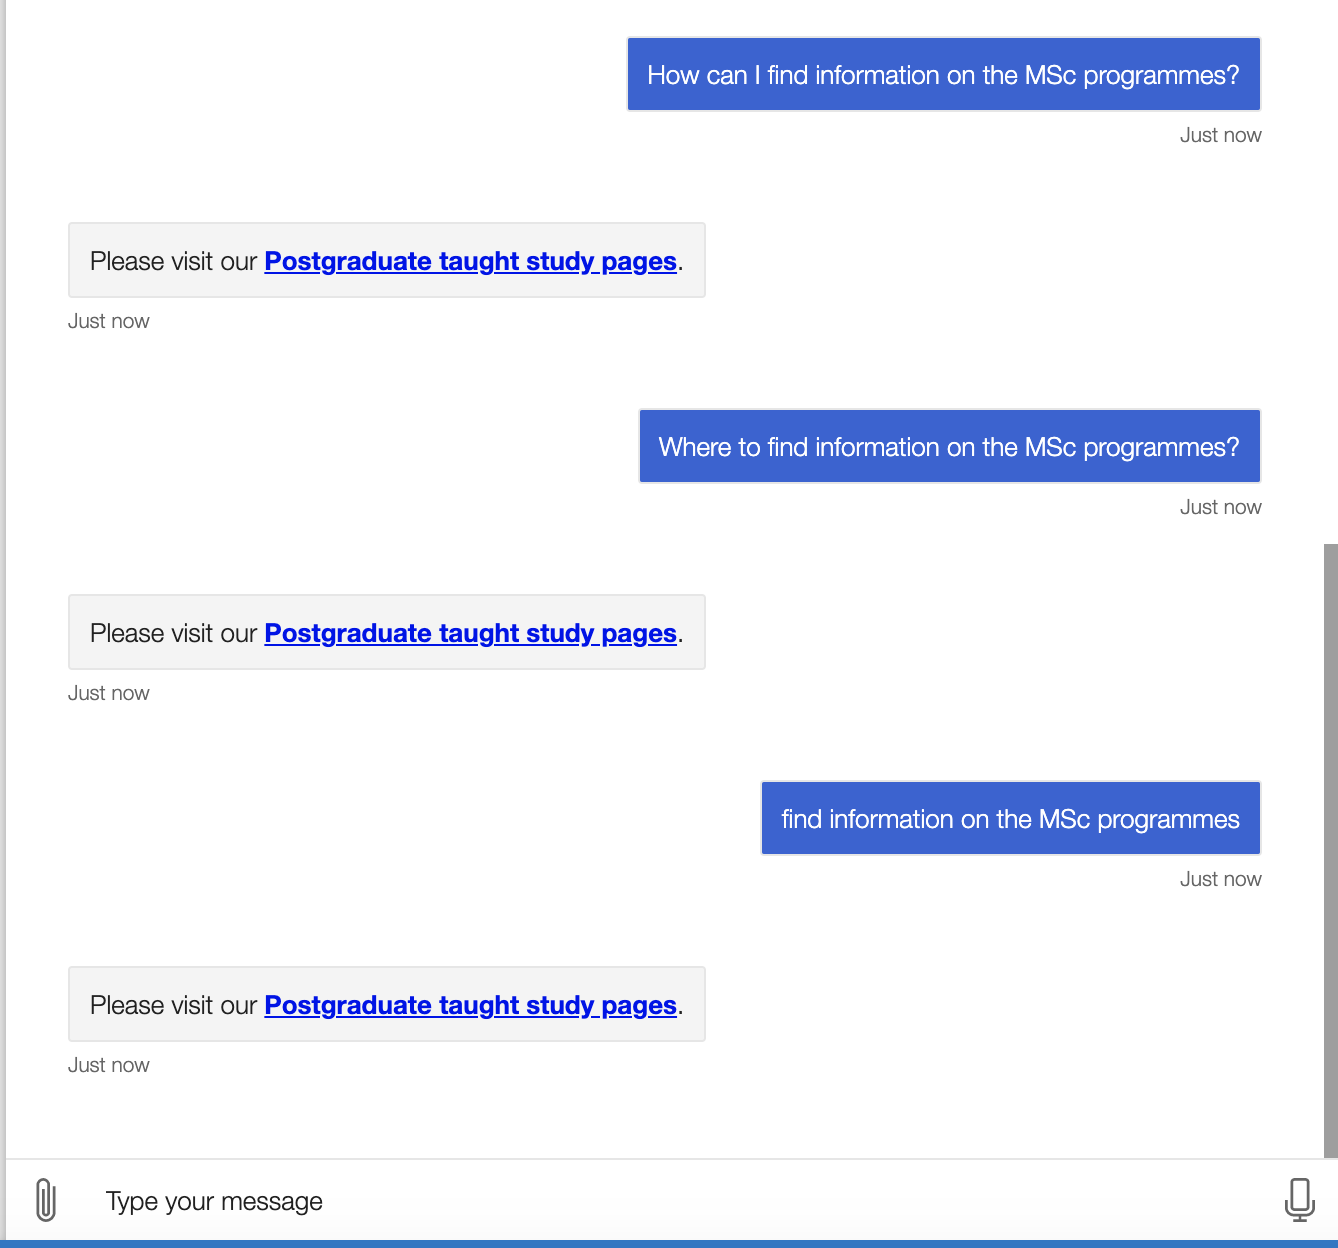 How can I find information on the MSc programmes?
Just now
Please visit our Postgraduate taught study pages.
Just now
Where to find information on the MSc programmes?
Just now
Please visit our Postgraduate taught study pages.
Just now
find information on the MSc programmes
Just now
Please visit our Postgraduate taught study pages.
Just now
Type your message